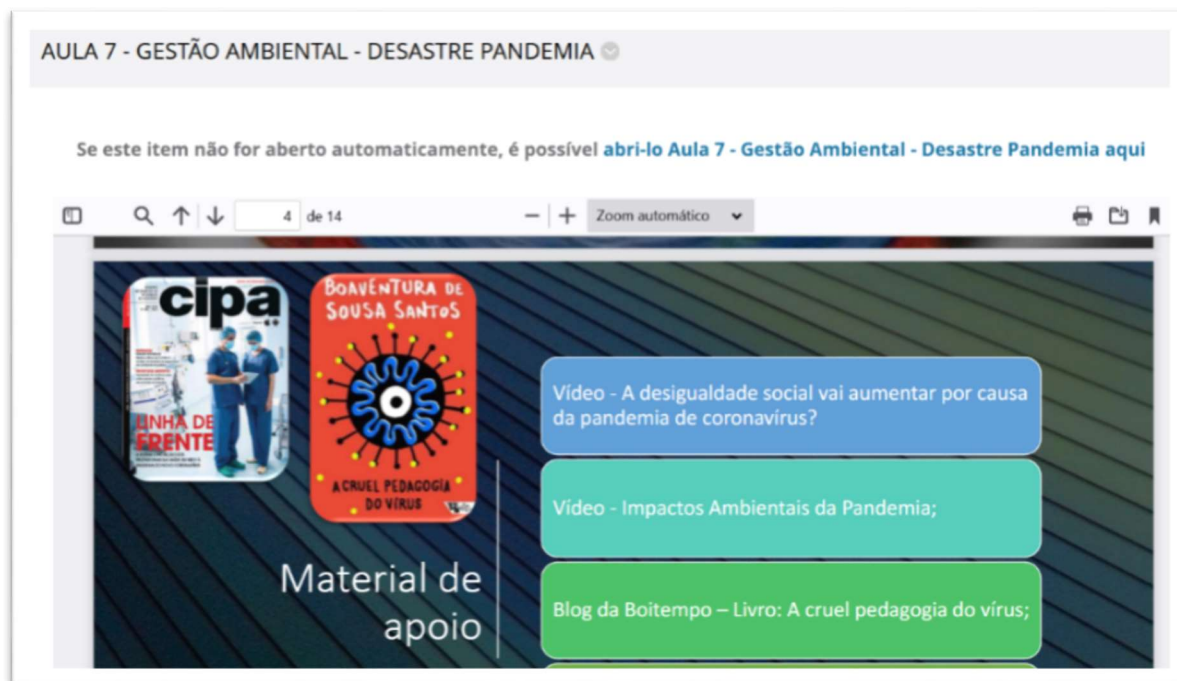 AULA 7 - GESTÃO AMBIENTAL - DESASTRE PANDEMIA
Se este item não for aberto automaticamente, é possível abri-lo Aula 7 - Gestão Ambiental - Desastre Pandemia aqui
4 de 14
Zoom automático
cipa
LINHA DE
FRENTE
BOAVENTURA DE
SOUSA SANTOS
A CRUEL PEDAGOGIA
DO VÍRUS
Material de
apoio
Vídeo - A desigualdade social vai aumentar por causa
da pandemia de coronavírus?
Vídeo - Impactos Ambientais da Pandemia;
Blog da Boitempo – Livro: A cruel pedagogia do vírus;